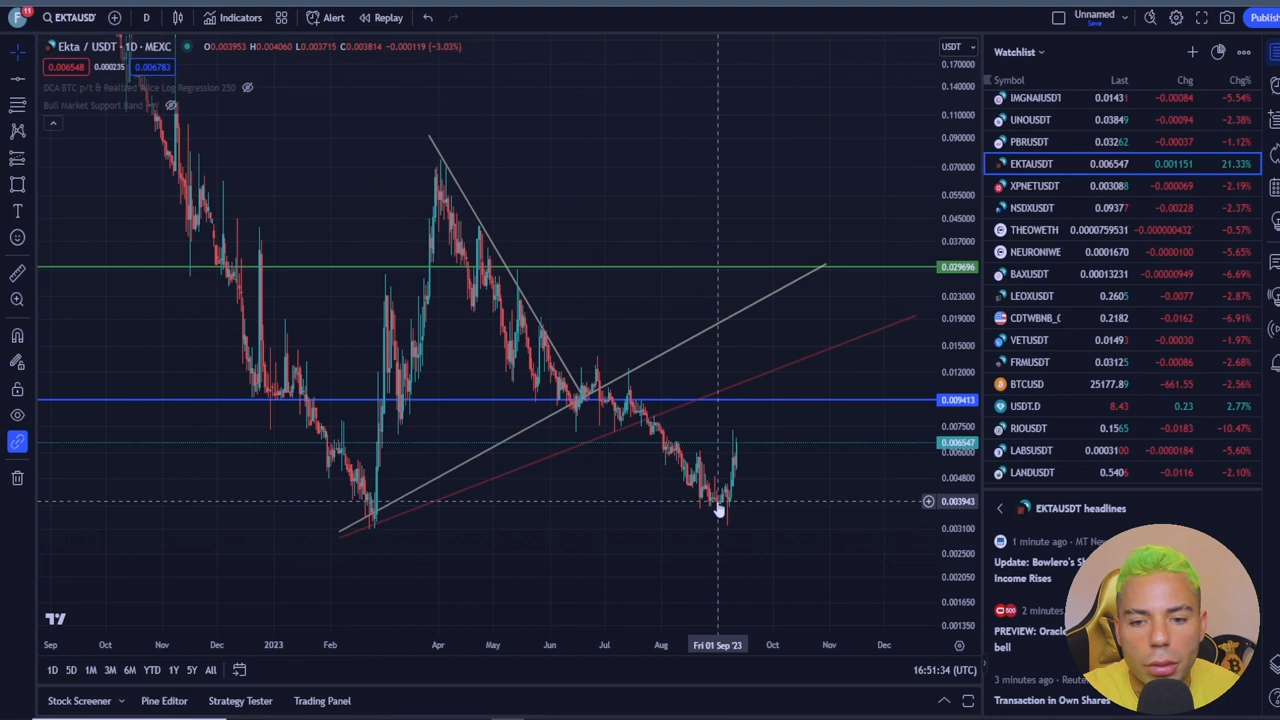 F
11
EKTAUSD
D
Indicators
Alert
Replay
Unnamed
Save
Publish
Ekta / USDT · 1D · MEXC
O0.003953 H0.004060 L0.003715 C0.003814 −0.000119 (−3.03%)
0.006548
0.000235
0.006783
DCA BTC p/t & Realized Price Log Regression 250
Bull Market Support Band
USDT
0.170000
0.140000
0.110000
0.090000
0.070000
0.055000
0.045000
0.037000
0.029696
0.023000
0.019000
0.015000
0.012000
0.009413
0.007500
0.006547
0.006000
0.004800
0.003943
0.003100
0.002500
0.002050
0.001650
0.001350
Sep
Oct
Nov
Dec
2023
Feb
Apr
May
Jun
Jul
Aug
Fri 01 Sep '23
Oct
Nov
Dec
1D 5D 1M 3M 6M YTD 1Y 5Y All
16:51:34 (UTC)
Stock Screener
Pine Editor
Strategy Tester
Trading Panel
Watchlist
Symbol Last Chg Chg%
IMGNAIUSDT 0.01431 −0.00084 −5.54%
UNOUSDT 0.03849 −0.00094 −2.38%
PBRUSDT 0.03262 −0.00037 −1.12%
EKTAUSDT 0.006547 0.001151 21.33%
XPNETUSDT 0.003088 −0.000069 −2.19%
NSDXUSDT 0.09377 −0.00228 −2.37%
THEOWETH 0.0000759531 −0.000000432 −0.57%
NEURONIWE 0.0001670 −0.0000100 −5.65%
BAXUSDT 0.00013231 −0.00000949 −6.69%
LEOXUSDT 0.2605 −0.0077 −2.87%
CDTWBNB_( 0.2182 −0.0162 −6.91%
VETUSDT 0.01493 −0.00030 −1.97%
FRMUSDT 0.03125 −0.00086 −2.68%
BTCUSD 25177.89 −661.55 −2.56%
USDT.D 8.43 0.23 2.77%
RIOUSDT 0.1565 −0.0183 −10.47%
LABSUSDT 0.0003100 −0.0000184 −5.60%
LANDUSDT 0.5406 −0.0116 −2.10%
EKTAUSDT headlines
1 minute ago · MT New
Update: Bowlero's Sh
Income Rises
2 minutes
PREVIEW: Oracle
bell
3 minutes ago · Reuter
Transaction in Own Shares